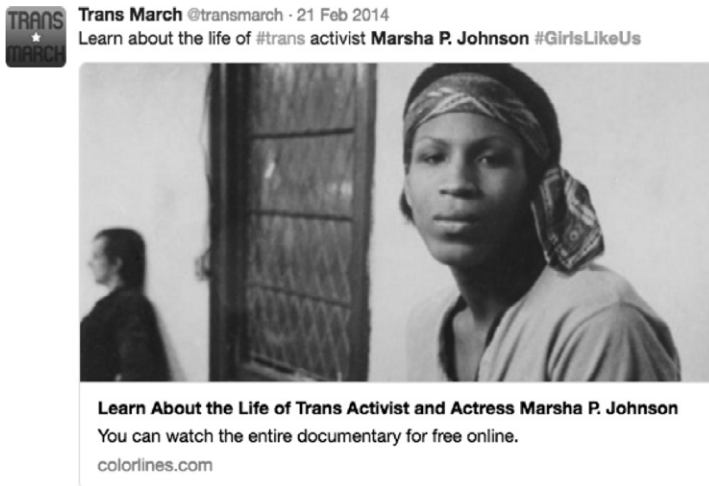 TRANS
MARCH
Trans March @transmarch · 21 Feb 2014
Learn about the life of #trans activist Marsha P. Johnson #GirlsLikeUs
Learn About the Life of Trans Activist and Actress Marsha P. Johnson
You can watch the entire documentary for free online.
colorlines.com